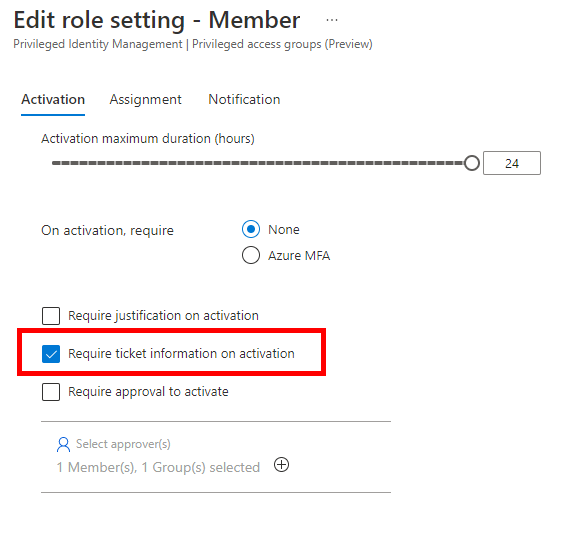 Edit role setting - Member ...
Privileged Identity Management | Privileged access groups (Preview)
Activation Assignment Notification
Activation maximum duration (hours)
24
On activation, require
None
Azure MFA
Require justification on activation
Require ticket information on activation
Require approval to activate
Select approver(s)
1 Member(s), 1 Group(s) selected